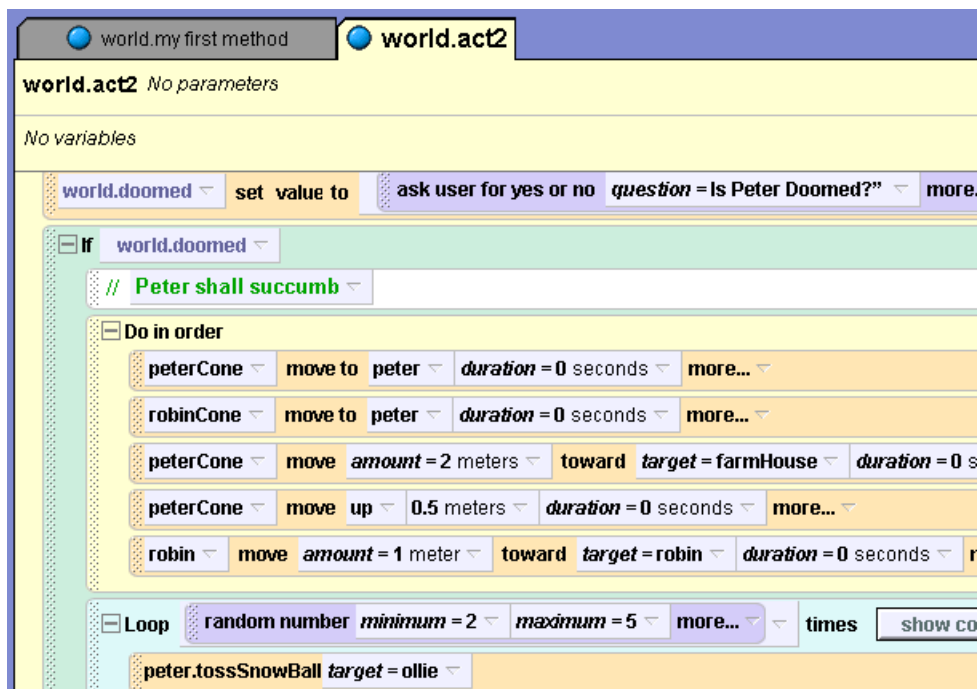 world.my first method world.act2
world.act2 No parameters
No variables
world.doomed set value to ask user for yes or no question = Is Peter Doomed?” more.
If world.doomed
// Peter shall succumb
Do in order
peterCone move to peter duration = 0 seconds more...
robinCone move to peter duration = 0 seconds more...
peterCone move amount = 2 meters toward target = farmHouse duration = 0 s
peterCone move up 0.5 meters duration = 0 seconds more...
robin move amount = 1 meter toward target = robin duration = 0 seconds
Loop random number minimum = 2 maximum = 5 more... times show co
peter.tossSnowBall target = ollie